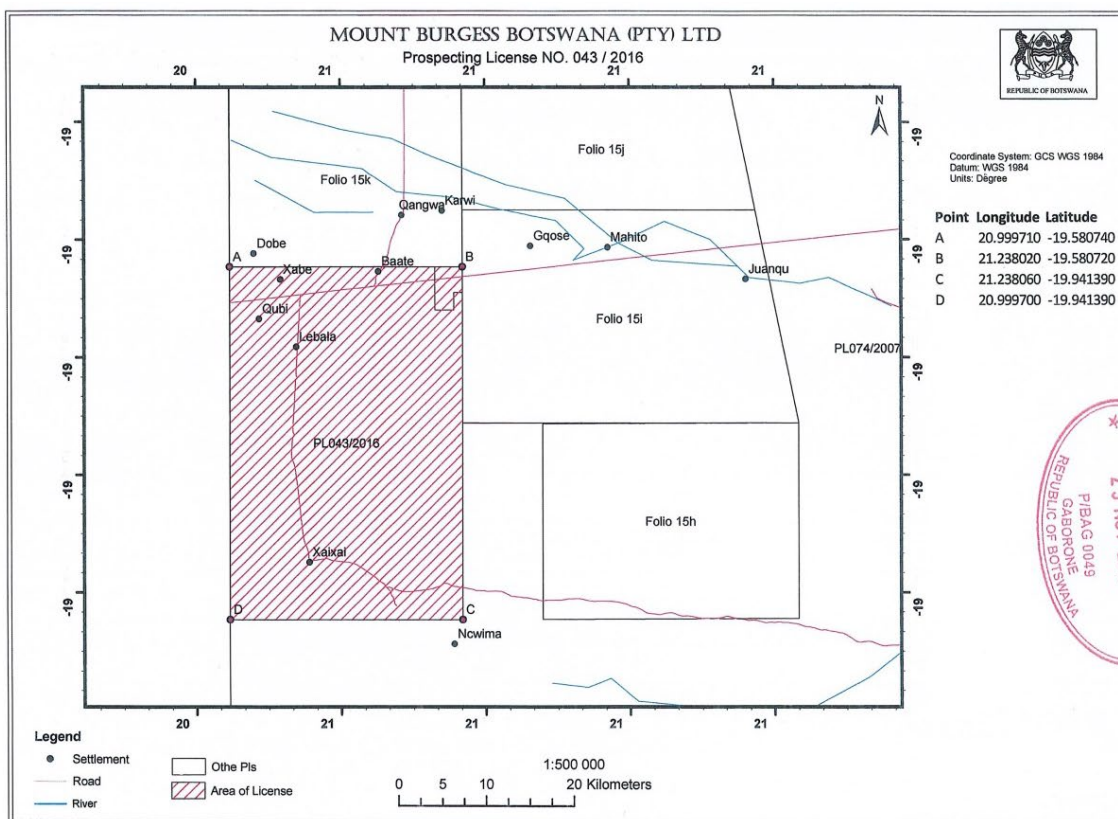 MOUNT BURGESS BOTSWANA (PTY) LTD
Prospecting License NO. 043 / 2016
REPUBLIC OF BOTSWANA
20 21 21 21 21
N
-19 -19
Folio 15j
Folio 15k
Coordinate System: GCS WGS 1984
Datum: WGS 1984
Units: Degree
Qangwa
Karwi
Point Longitude Latitude
A 20.999710 -19.580740
B 21.238020 -19.580720
C 21.238060 -19.941390
D 20.999700 -19.941390
Dobe
Gqose
Mahito
-19 -19
A
B
Xabe
Baate
Juanqu
Qubi
Folio 15i
Lebala
PL074/2007
-19 -19
PL043/2016
-19 -19
Folio 15h
Xaixai
-19 -19
D
C
Ncwima
20 21 21 21 21
P/BAG 0049
GABORONE
REPUBLIC OF BOTSWANA
Legend
Settlement
Road
River
Othe Pls
Area of License
1:500 000
0 5 10 20 Kilometers